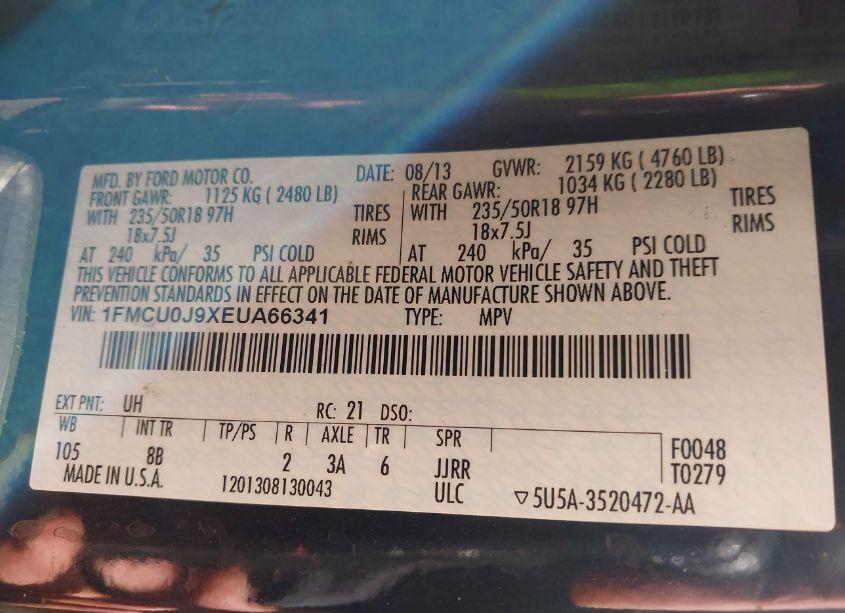 MFD. BY FORD MOTOR CO. DATE: 08/13 GVWR: 2159 KG ( 4760 LB)
FRONT GAWR: 1125 KG ( 2480 LB) REAR GAWR: 1034 KG ( 2280 LB)
WITH 235/50R18 97H TIRES WITH 235/50R18 97H TIRES
18x7.5J RIMS 18x7.5J RIMS
AT 240 kPa/ 35 PSI COLD AT 240 kPa/ 35 PSI COLD
THIS VEHICLE CONFORMS TO ALL APPLICABLE FEDERAL MOTOR VEHICLE SAFETY AND THEFT
PREVENTION STANDARDS IN EFFECT ON THE DATE OF MANUFACTURE SHOWN ABOVE.
VIN: 1FMCU0J9XEUA66341 TYPE: MPV
EXT PNT: UH RC: 21 DSO:
WB INT TR TP/PS R AXLE TR SPR F0048
105 8B 2 3A 6 JJRR T0279
MADE IN U.S.A. 1201308130043 ULC ▽5U5A-3520472-AA